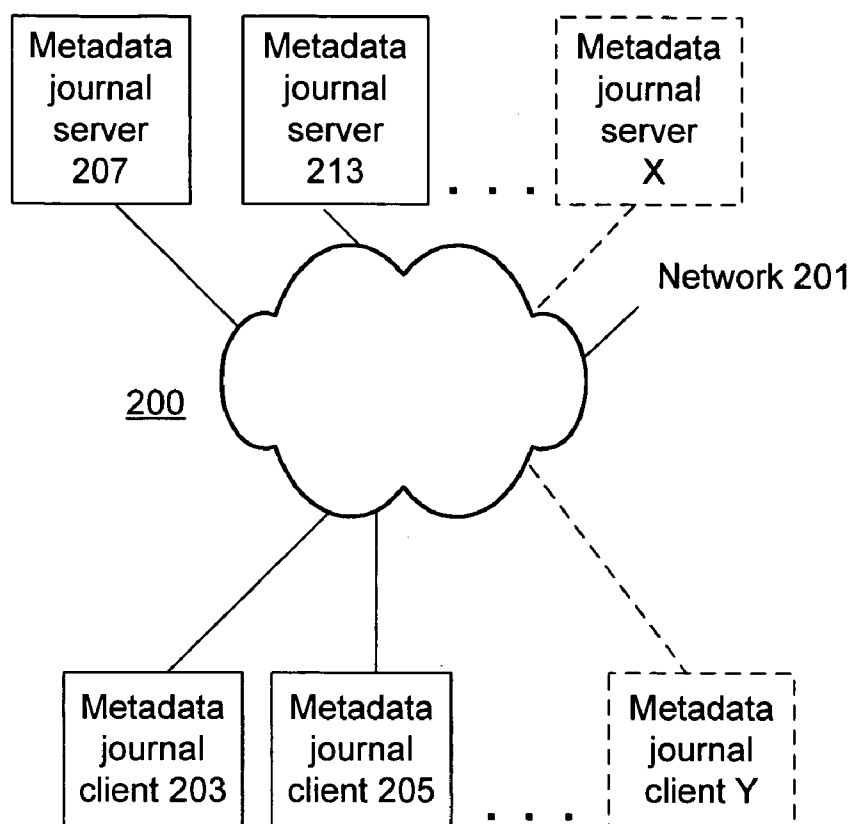 Metadata
journal
server
207
Metadata
journal
server
213
. . .
Metadata
journal
server
X
Network 201
200
Metadata
journal
client 203
Metadata
journal
client 205
. . .
Metadata
journal
client Y